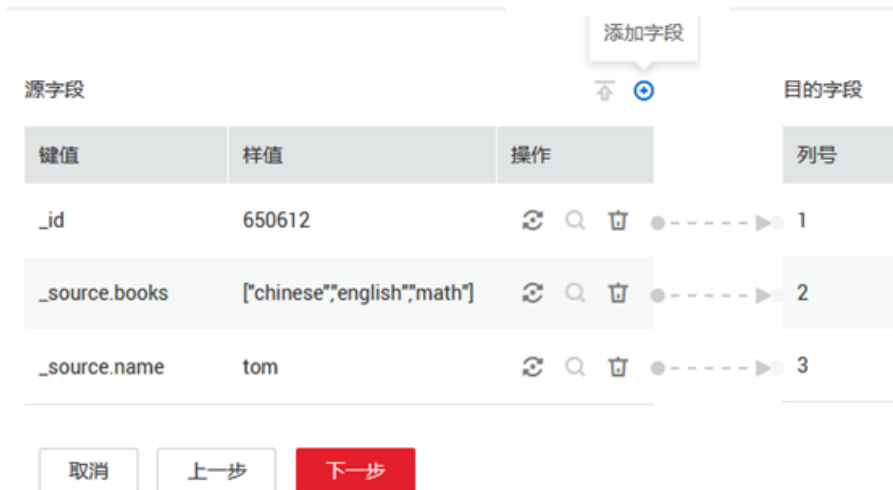 添加字段
源字段 目的字段
键值 样值 操作 列号
_id 650612 1
_source.books ["chinese","english","math"] 2
_source.name tom 3
取消 上一步 下一步